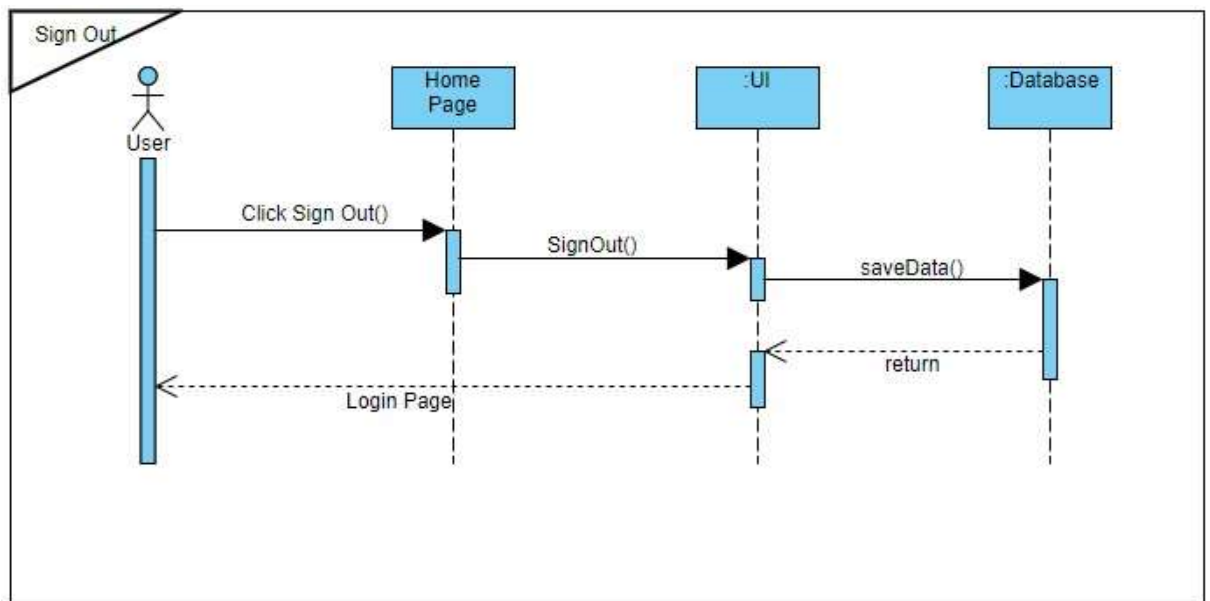 Sign Out
Home
Page
:UI
:Database
User
Click Sign Out()
SignOut()
saveData()
return
Login Page